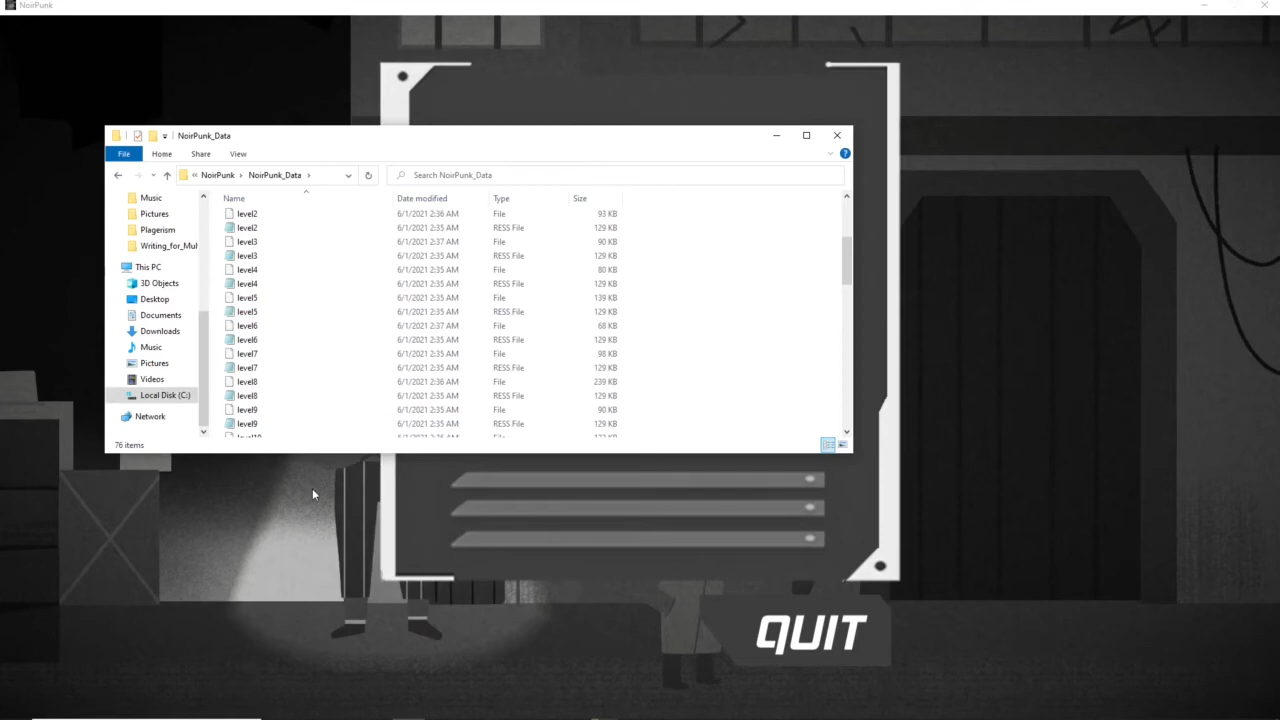 NoirPunk
NoirPunk_Data
File Home Share View
NoirPunk NoirPunk_Data
Search NoirPunk_Data
Music
Pictures
Plagerism
Writing_for_Mul
This PC
3D Objects
Desktop
Documents
Downloads
Music
Pictures
Videos
Local Disk (C:)
Network
Name Date modified Type Size
level2 6/1/2021 2:36 AM File 93 KB
level2 6/1/2021 2:35 AM RESS File 129 KB
level3 6/1/2021 2:37 AM File 90 KB
level3 6/1/2021 2:35 AM RESS File 129 KB
level4 6/1/2021 2:36 AM File 80 KB
level4 6/1/2021 2:35 AM RESS File 129 KB
level5 6/1/2021 2:35 AM File 139 KB
level5 6/1/2021 2:35 AM RESS File 129 KB
level6 6/1/2021 2:37 AM File 68 KB
level6 6/1/2021 2:35 AM RESS File 129 KB
level7 6/1/2021 2:35 AM File 98 KB
level7 6/1/2021 2:35 AM RESS File 129 KB
level8 6/1/2021 2:36 AM File 239 KB
level8 6/1/2021 2:35 AM RESS File 129 KB
level9 6/1/2021 2:35 AM File 90 KB
level9 6/1/2021 2:35 AM RESS File 129 KB
76 items
QUIT